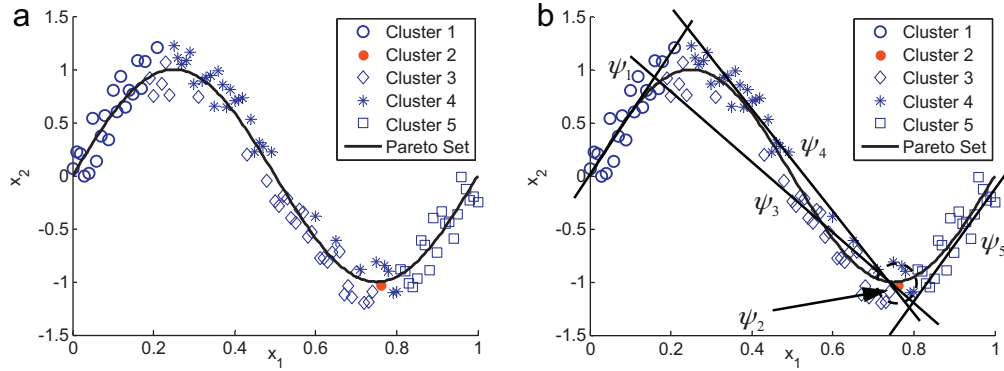 a
1.5
1
0.5
0
-0.5
-1
-1.5
x2
0
0.2
0.4
0.6
0.8
1
x1
Cluster 1
Cluster 2
Cluster 3
Cluster 4
Cluster 5
Pareto Set
b
1.5
1
0.5
0
-0.5
-1
-1.5
x2
0
0.2
0.4
0.6
0.8
1
x1
Cluster 1
Cluster 2
Cluster 3
Cluster 4
Cluster 5
Pareto Set
ψ1
ψ4
ψ3
ψ5
ψ2